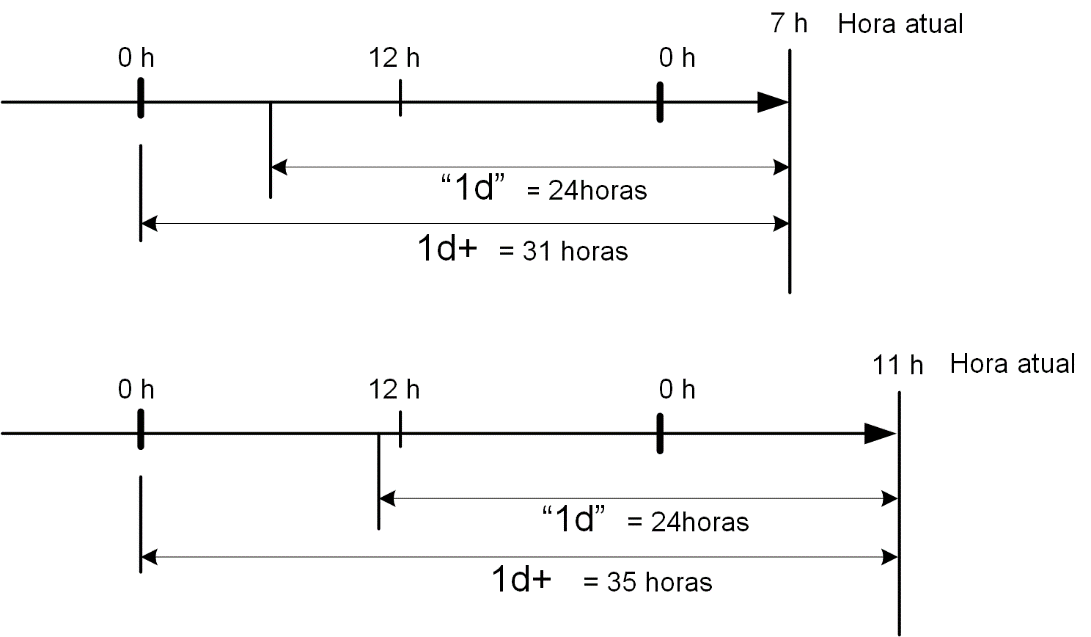 7 h Hora atual
0 h 12 h 0 h
“1d” = 24horas
1d+ = 31 horas
11 h Hora atual
0 h 12 h 0 h
“1d” = 24horas
1d+ = 35 horas